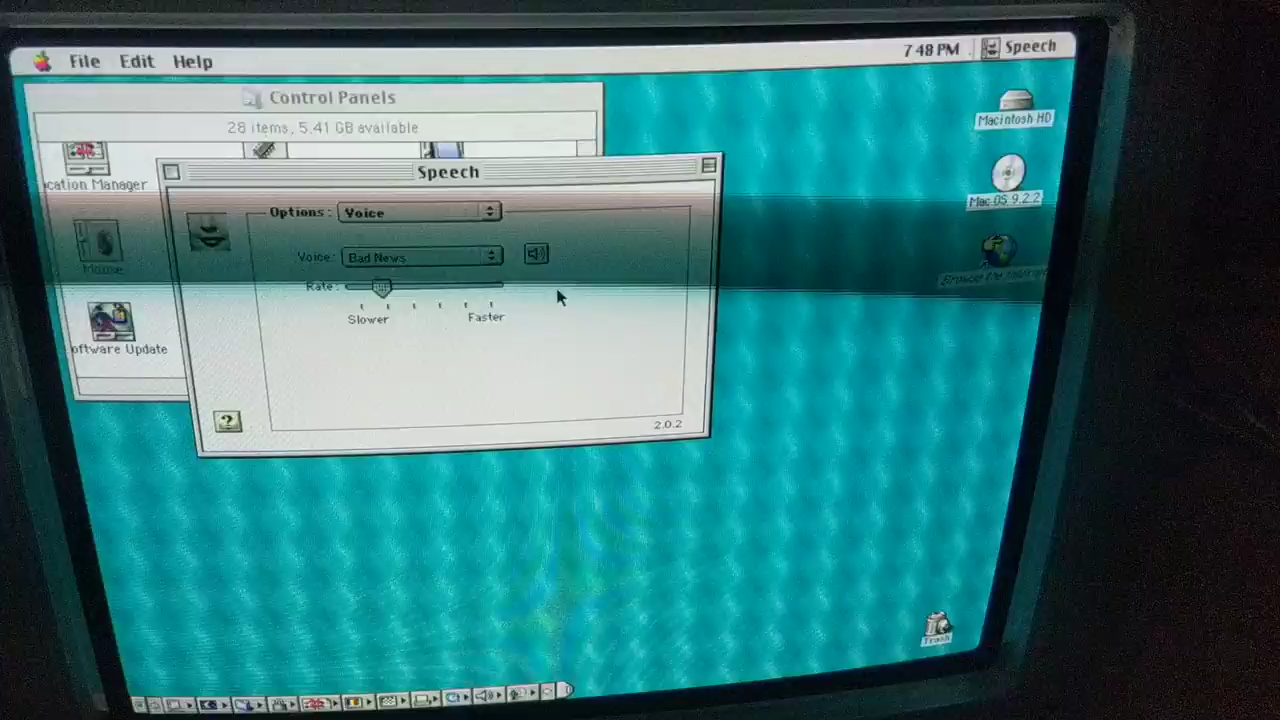 File Edit Help
7 48 PM
Speech
Control Panels
28 items, 5.41 GB available
Macintosh HD
cation Manager
Speech
Mac OS 9.2.2
Options: Voice
Mouse
Voice: Bad News
Rate:
Slower Faster
oftware Update
?
2.0.2
Trash